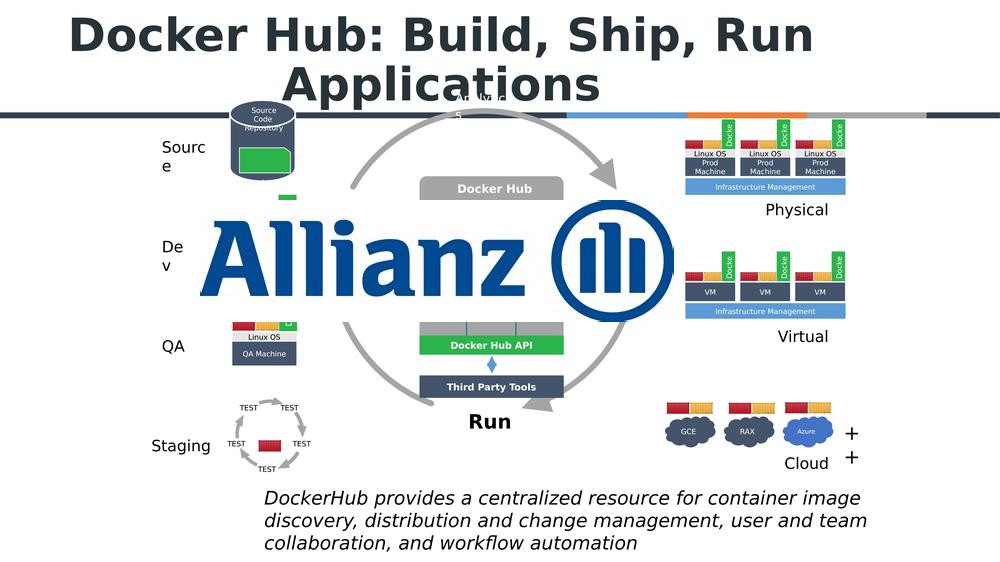 Docker Hub: Build, Ship, Run
Applications
Source
Code
Repository
Sourc
e
De
v
QA
Linux OS
QA Machine
Staging
TEST
TEST
TEST
TEST
TEST
Docker Hub
Allianz
Docker Hub API
Third Party Tools
Run
Docke
Docke
Docke
Linux OS
Linux OS
Linux OS
Prod
Machine
Prod
Machine
Prod
Machine
Infrastructure Management
Physical
Docke
Docke
Docke
VM
VM
VM
Infrastructure Management
Virtual
GCE
RAX
Azure
+
+
Cloud
DockerHub provides a centralized resource for container image
discovery, distribution and change management, user and team
collaboration, and workflow automation